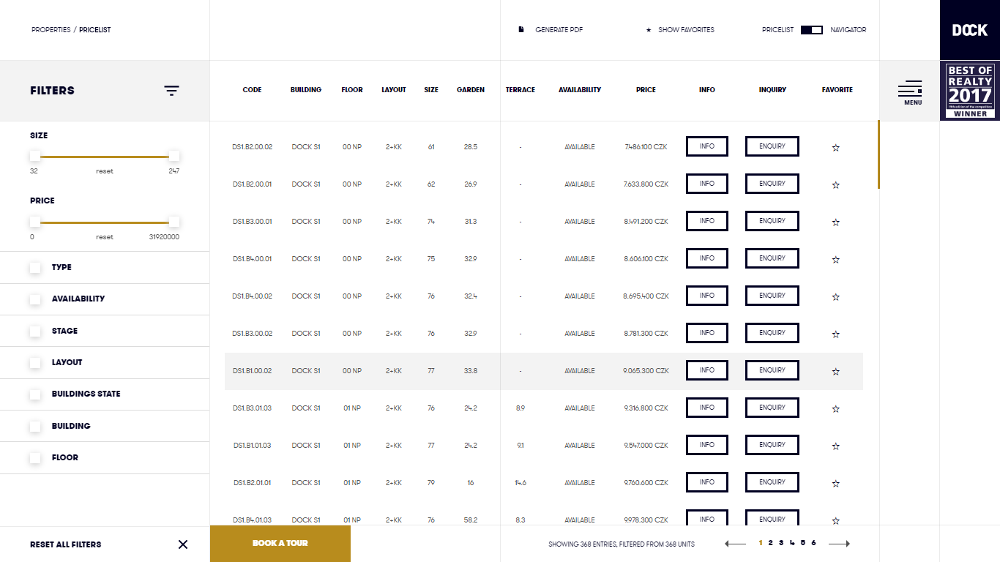 PROPERTIES / PRICELIST
GENERATE PDF
SHOW FAVORITES
PRICELIST NAVIGATOR
DOCK
FILTERS
CODE BUILDING FLOOR LAYOUT SIZE GARDEN TERRACE AVAILABILITY PRICE INFO INQUIRY FAVORITE
MENU
BEST OF
REALTY
2017
19th edition of the competition
WINNER
SIZE
32 reset 247
PRICE
0 reset 31920000
TYPE
AVAILABILITY
STAGE
LAYOUT
BUILDINGS STATE
BUILDING
FLOOR
RESET ALL FILTERS
DS1.B2.00.02 DOCK S1 00 NP 2+KK 61 28.5 - AVAILABLE 7.486.100 CZK INFO ENQUIRY
DS1.B2.00.01 DOCK S1 00 NP 2+KK 62 26.9 - AVAILABLE 7.633.800 CZK INFO ENQUIRY
DS1.B3.00.01 DOCK S1 00 NP 2+KK 74 31.3 - AVAILABLE 8.491.200 CZK INFO ENQUIRY
DS1.B4.00.01 DOCK S1 00 NP 2+KK 75 32.9 - AVAILABLE 8.606.100 CZK INFO ENQUIRY
DS1.B4.00.02 DOCK S1 00 NP 2+KK 76 32.4 - AVAILABLE 8.695.400 CZK INFO ENQUIRY
DS1.B3.00.02 DOCK S1 00 NP 2+KK 76 32.9 - AVAILABLE 8.781.300 CZK INFO ENQUIRY
DS1.B1.00.02 DOCK S1 00 NP 2+KK 77 33.8 - AVAILABLE 9.065.300 CZK INFO ENQUIRY
DS1.B3.01.03 DOCK S1 01 NP 2+KK 76 24.2 8.9 AVAILABLE 9.316.800 CZK INFO ENQUIRY
DS1.B1.01.03 DOCK S1 01 NP 2+KK 77 24.2 9.1 AVAILABLE 9.547.000 CZK INFO ENQUIRY
DS1.B2.01.01 DOCK S1 01 NP 2+KK 79 16 14.6 AVAILABLE 9.760.600 CZK INFO ENQUIRY
DS1.B4.01.03 DOCK S1 01 NP 2+KK 76 58.2 8.3 AVAILABLE 9.978.300 CZK INFO ENQUIRY
BOOK A TOUR
SHOWING 368 ENTRIES, FILTERED FROM 368 UNITS
1 2 3 4 5 6